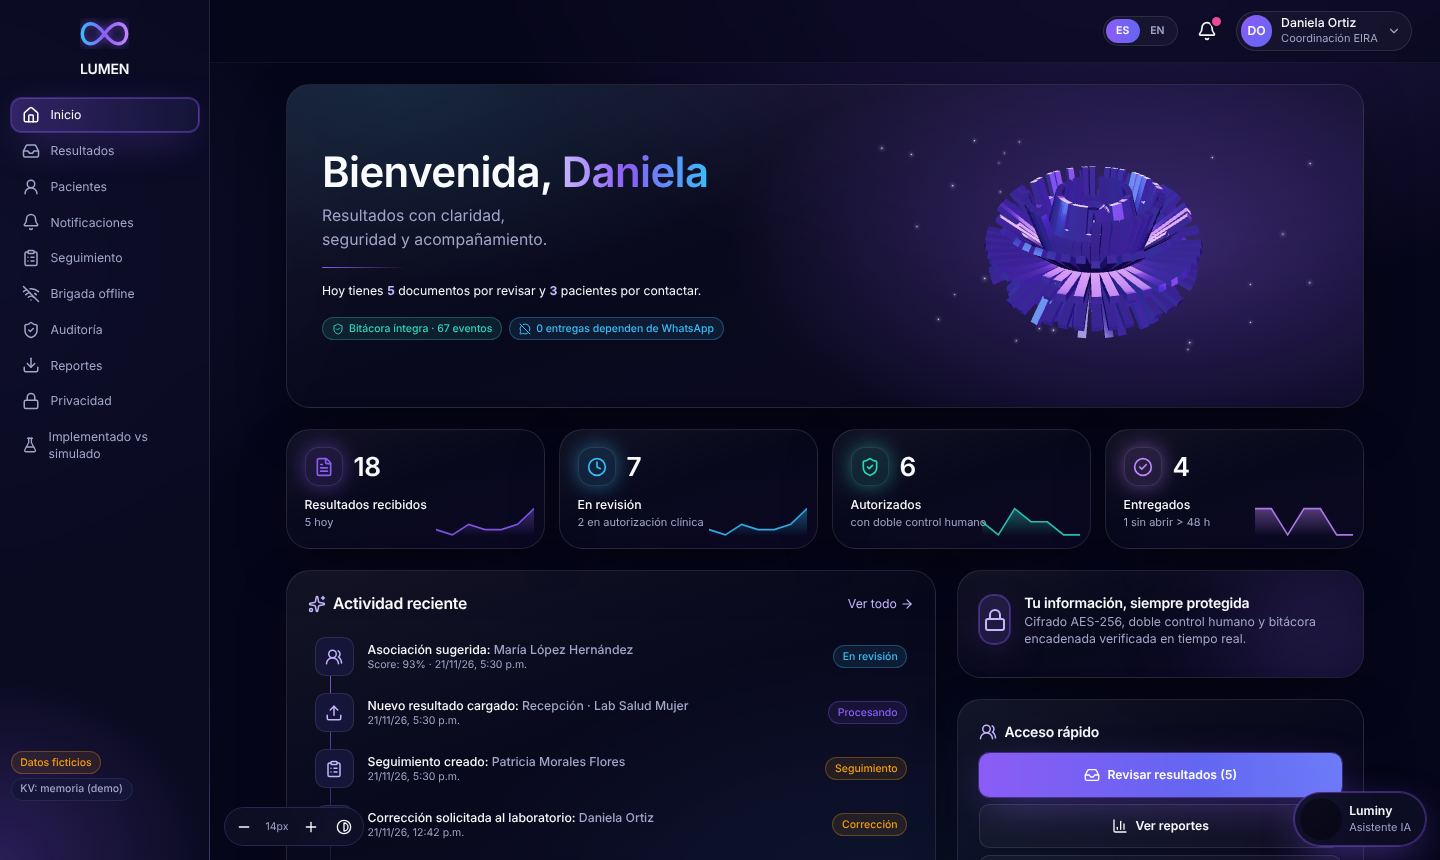 LUMEN
Inicio
Resultados
Pacientes
Notificaciones
Seguimiento
Brigada offline
Auditoría
Reportes
Privacidad
Implementado vs
simulado
Datos ficticios
KV: memoria (demo)
ES EN
DO
Daniela Ortiz
Coordinación EIRA
Bienvenida, Daniela
Resultados con claridad,
seguridad y acompañamiento.
Hoy tienes 5 documentos por revisar y 3 pacientes por contactar.
Bitácora íntegra · 67 eventos
0 entregas dependen de WhatsApp
18
Resultados recibidos
5 hoy
7
En revisión
2 en autorización clínica
6
Autorizados
con doble control humano
4
Entregados
1 sin abrir > 48 h
Actividad reciente
Ver todo
Asociación sugerida: María López Hernández
Score: 93% · 21/11/26, 5:30 p.m.
En revisión
Nuevo resultado cargado: Recepción · Lab Salud Mujer
21/11/26, 5:30 p.m.
Procesando
Seguimiento creado: Patricia Morales Flores
21/11/26, 5:30 p.m.
Seguimiento
Corrección solicitada al laboratorio: Daniela Ortiz
21/11/26, 12:42 p.m.
Corrección
14px
Tu información, siempre protegida
Cifrado AES-256, doble control humano y bitácora
encadenada verificada en tiempo real.
Acceso rápido
Revisar resultados (5)
Ver reportes
Luminy
Asistente IA